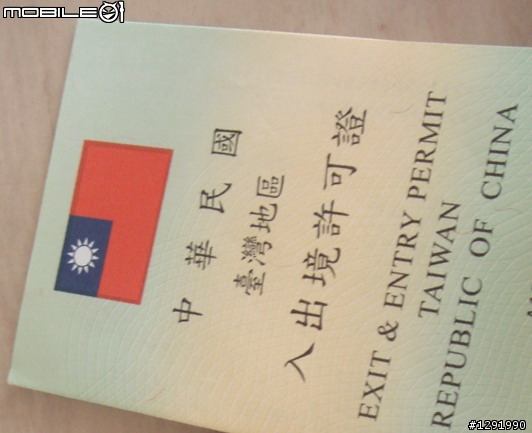 MOBILE01
中華民國
臺灣地區
入出境許可證
EXIT & ENTRY PERMIT
TAIWAN
REPUBLIC OF CHINA
#1291990